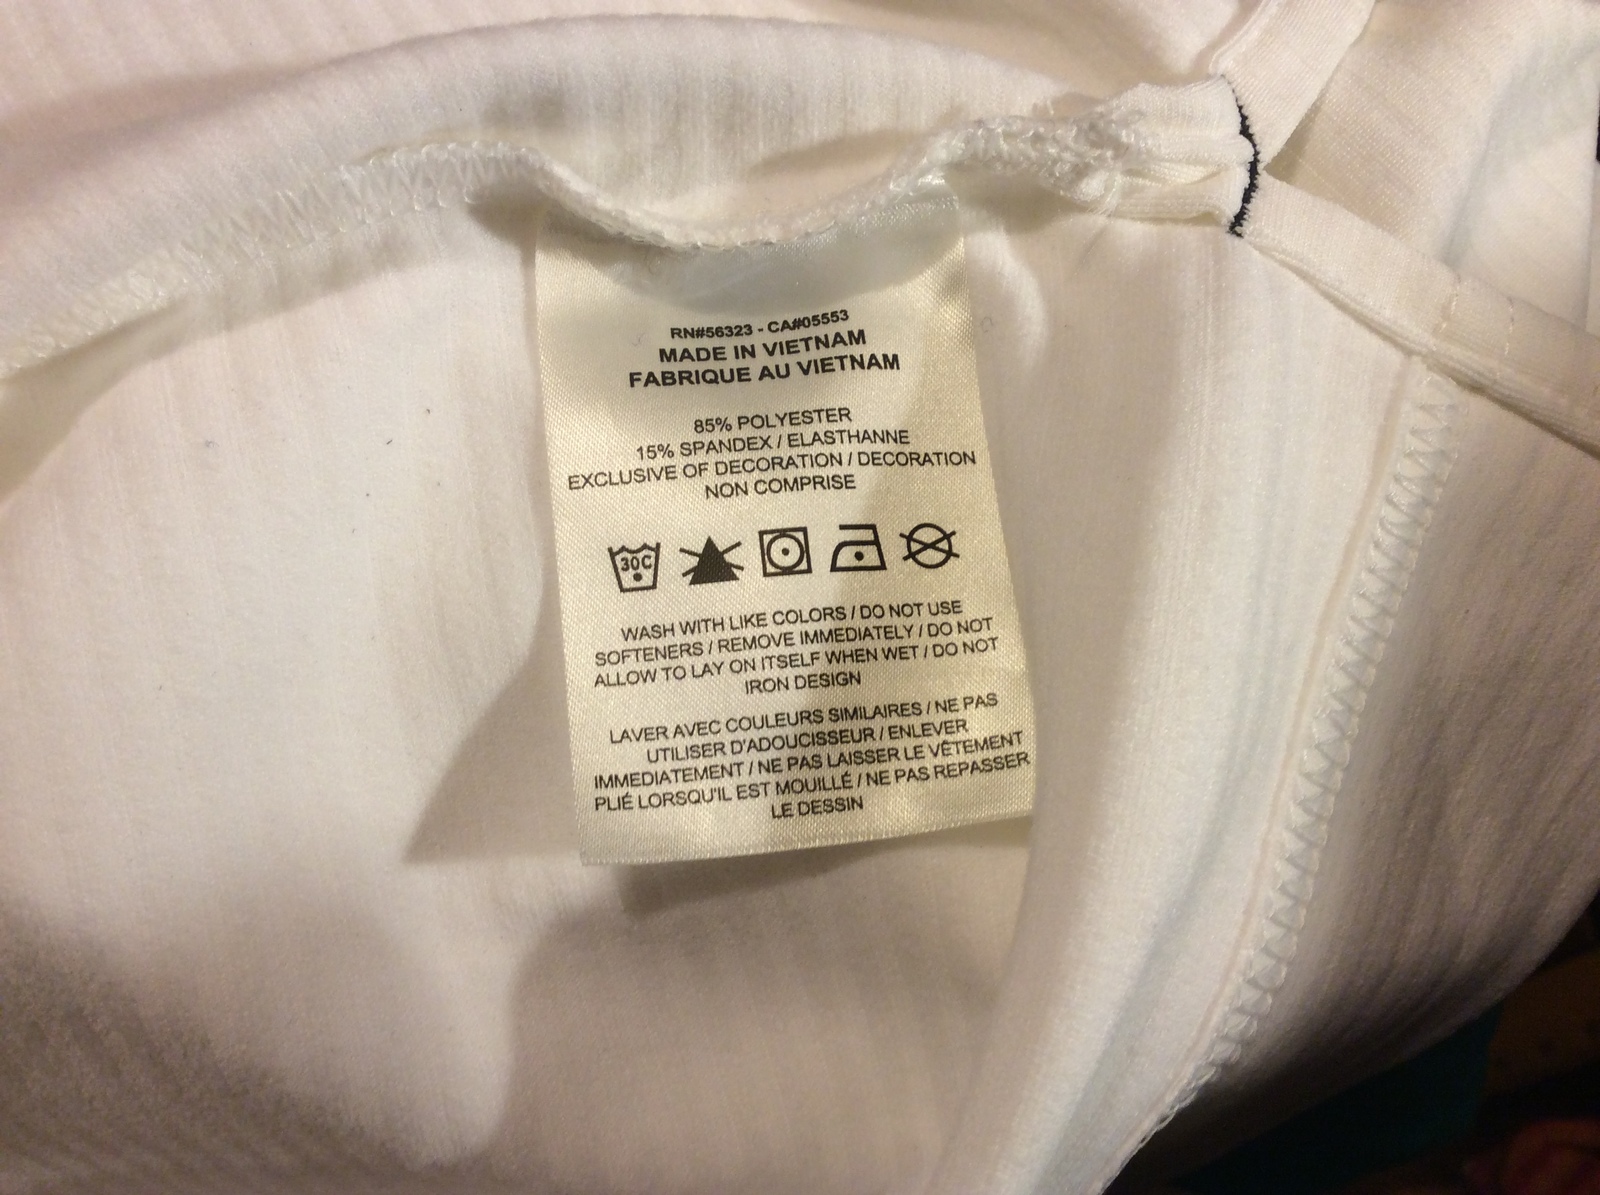 RN#56323 - CA#05553
MADE IN VIETNAM
FABRIQUE AU VIETNAM
85% POLYESTER
15% SPANDEX / ELASTHANNE
EXCLUSIVE OF DECORATION / DECORATION
NON COMPRISE
30C
WASH WITH LIKE COLORS / DO NOT USE
SOFTENERS / REMOVE IMMEDIATELY / DO NOT
ALLOW TO LAY ON ITSELF WHEN WET / DO NOT
IRON DESIGN
LAVER AVEC COULEURS SIMILAIRES / NE PAS
UTILISER D'ADOUCISSEUR / ENLEVER
IMMEDIATEMENT / NE PAS LAISSER LE VÊTEMENT
PLIÉ LORSQU'IL EST MOUILLÉ / NE PAS REPASSER
LE DESSIN